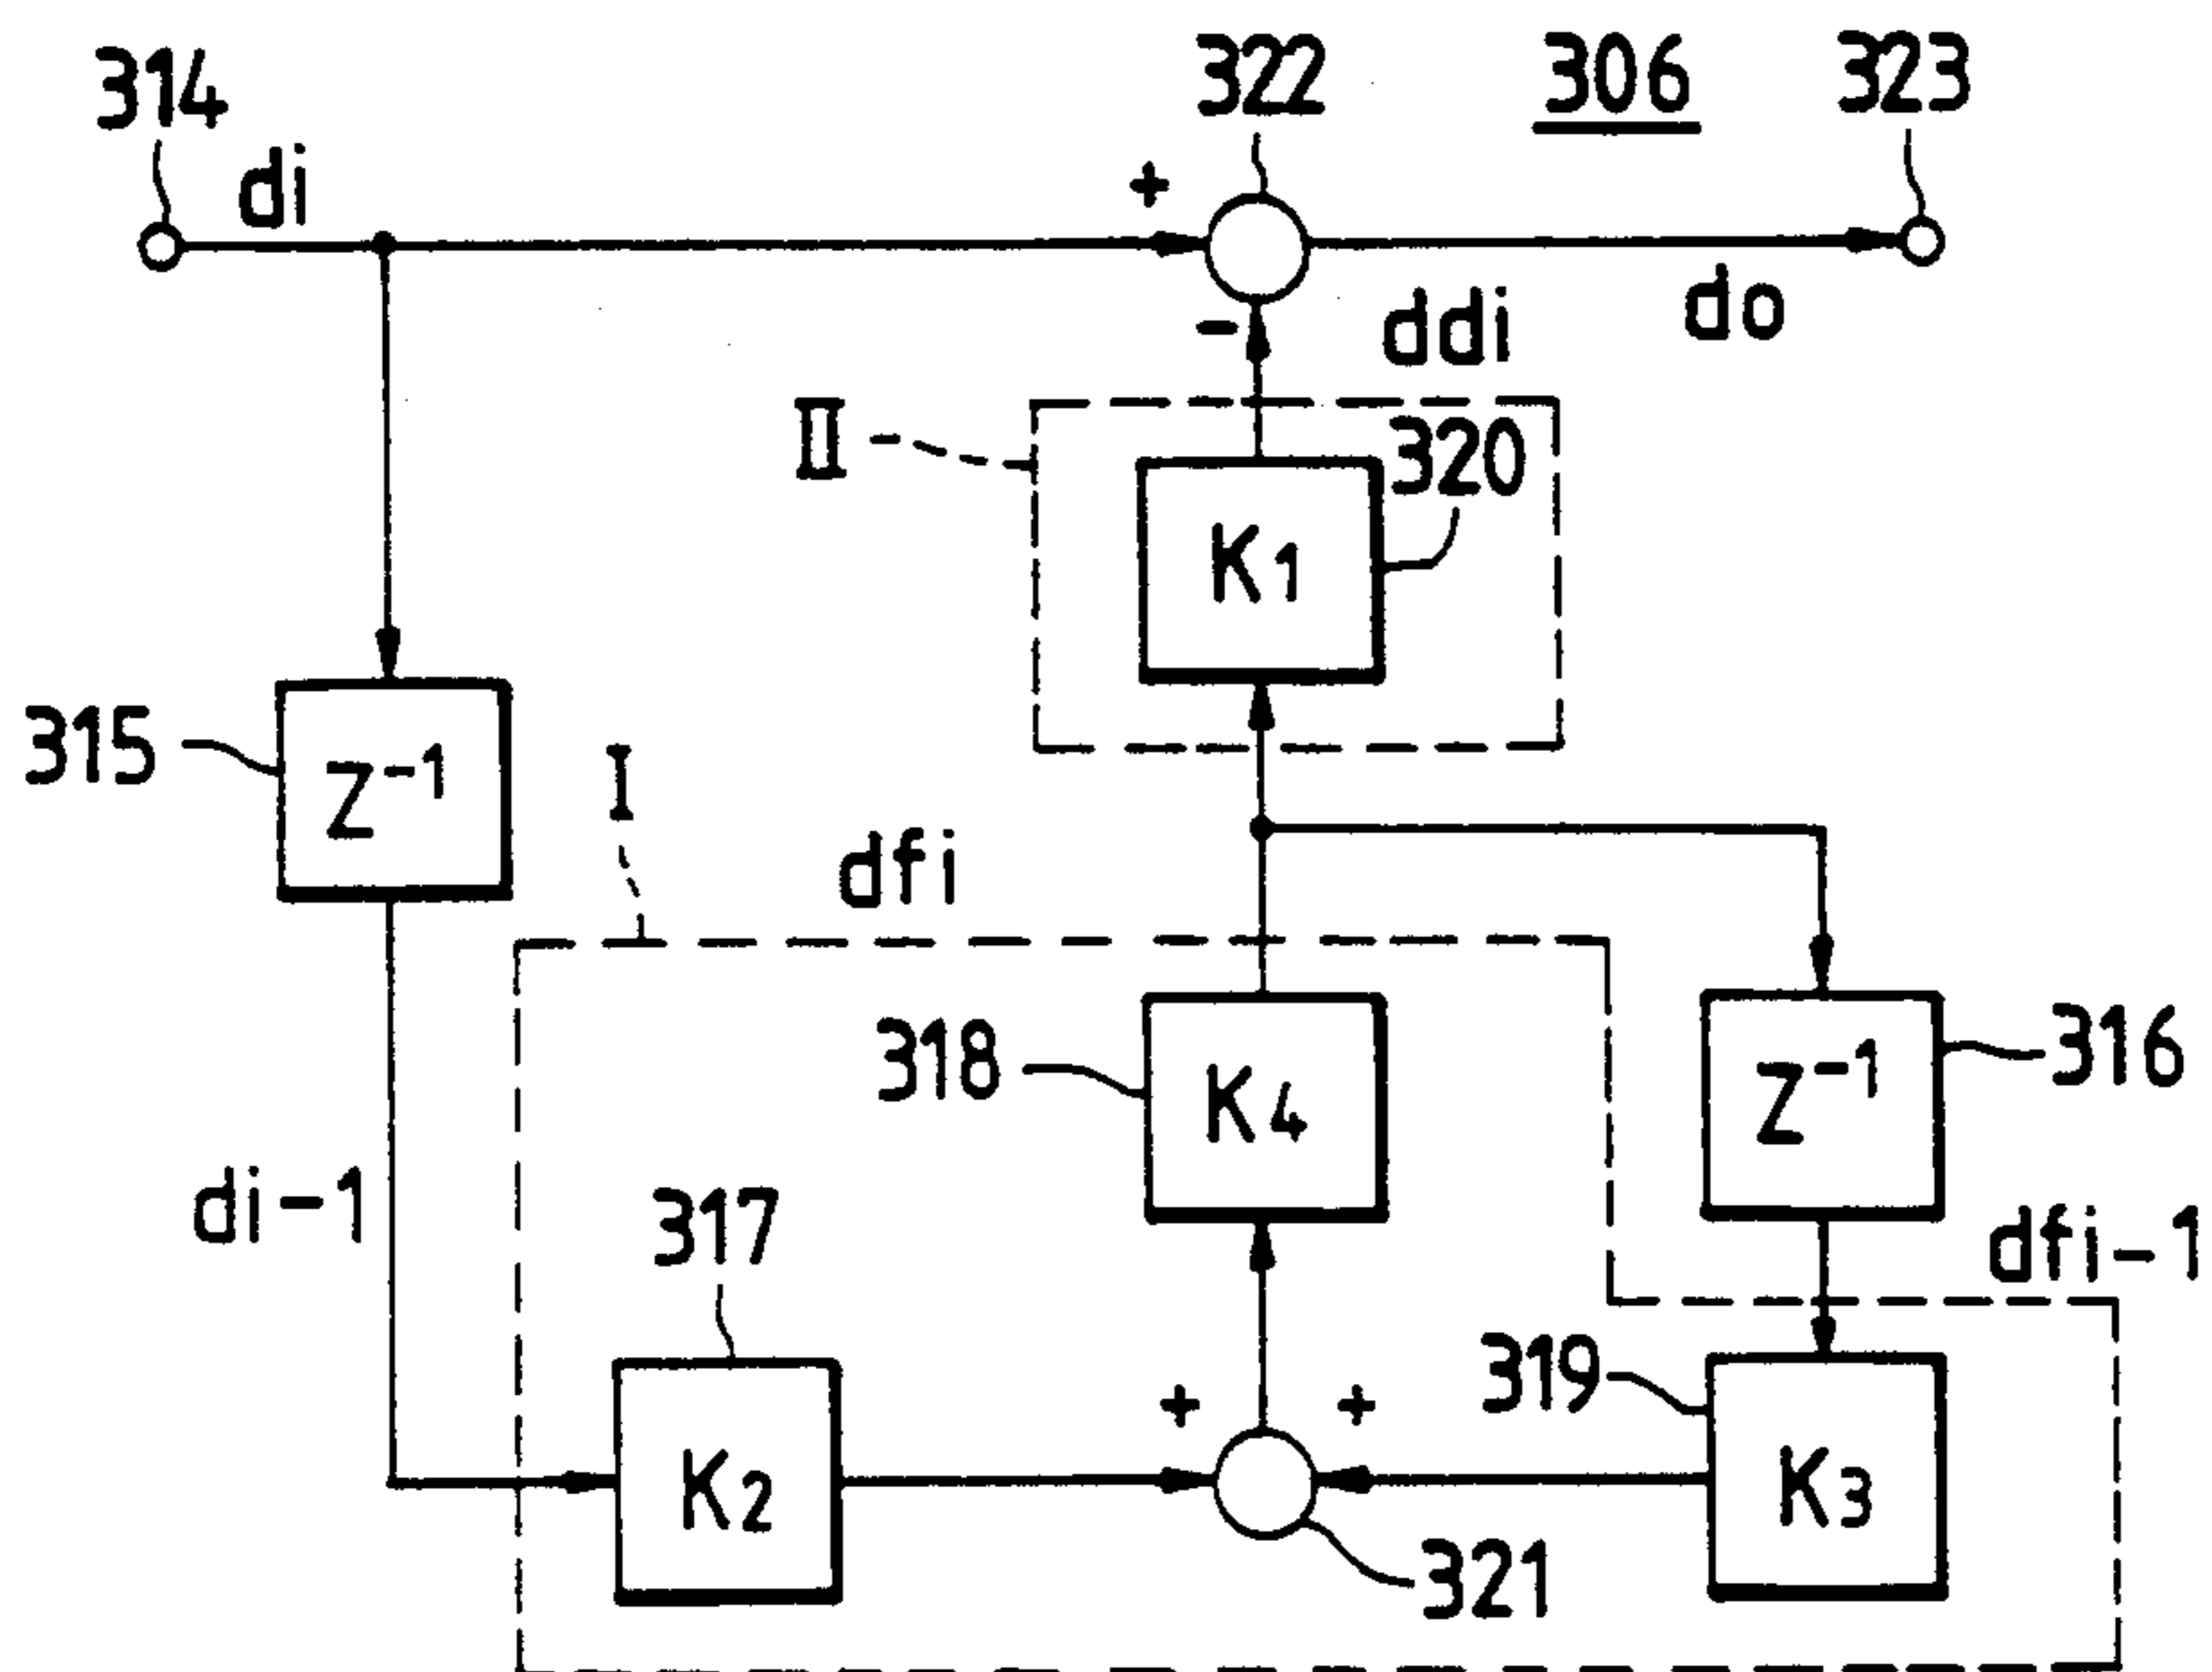 314
322
306
323
di
+
-
ddi
do
II
320
K1
315
Z-1
I
dfi
318
K4
316
Z-1
di-1
317
dfi-1
319
+
+
K2
K3
321